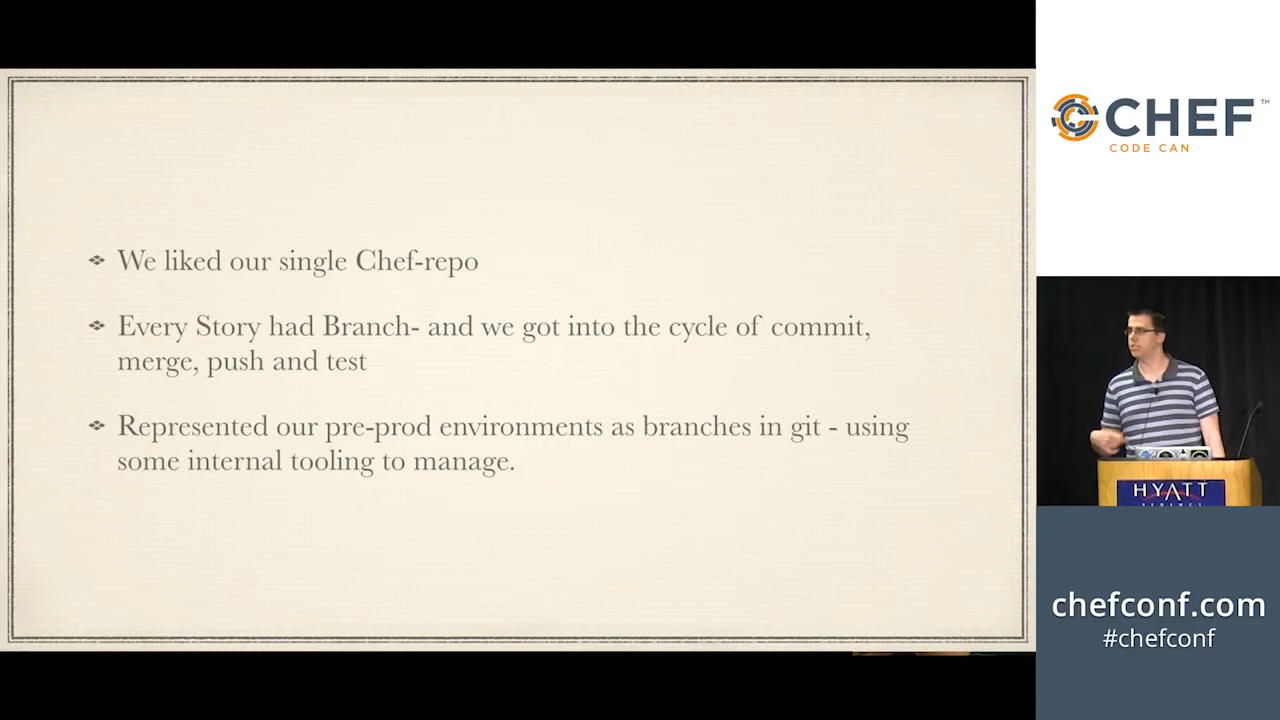 We liked our single Chef-repo
Every Story had Branch- and we got into the cycle of commit,
merge, push and test
Represented our pre-prod environments as branches in git - using
some internal tooling to manage.
CHEF™
CODE CAN
HYATT
chefconf.com
#chefconf